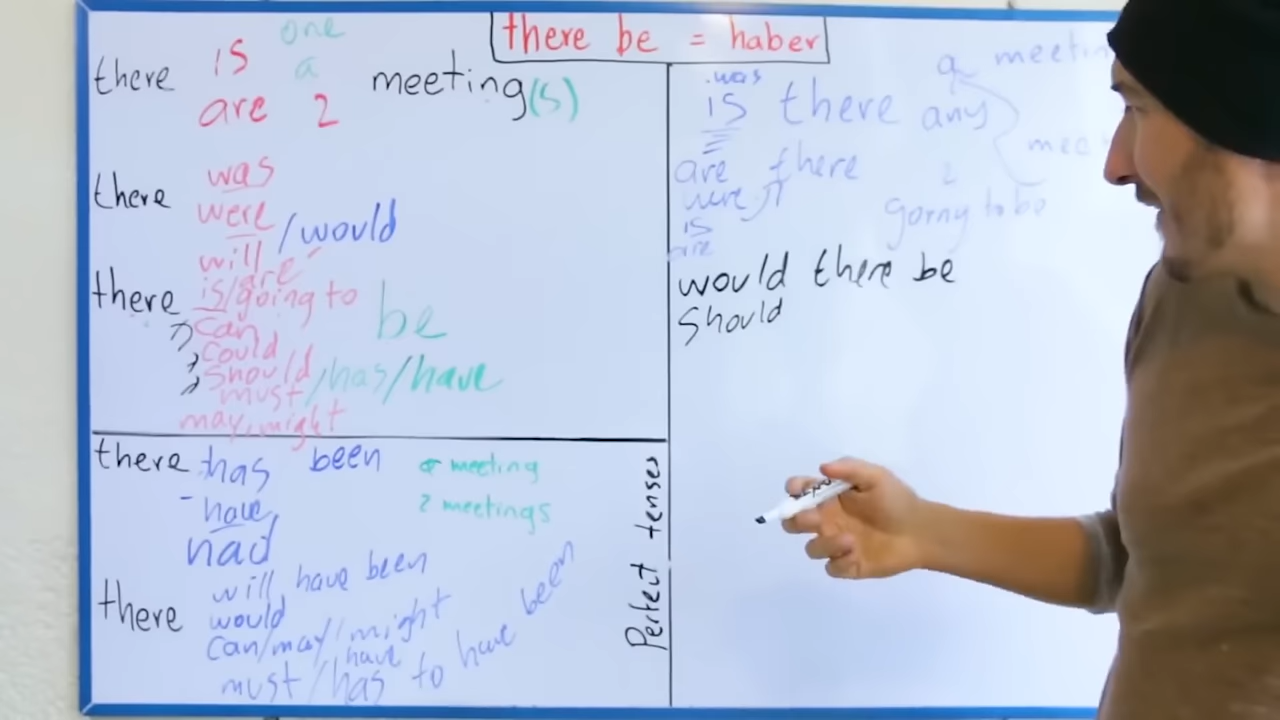 there be = haber
one
there is a meeting(s)
are 2
there was
were
will /would
are
there is/going to be
can
could
should/has/have
must
may, might
there has been a meeting
- have 2 meetings
had
there will have been
would
can/may/might
have
must/has to have been
Perfect tenses
was a
is there any
are there
were
going to be
is
are
would there be
should